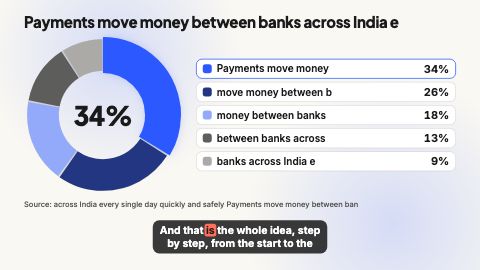 Payments move money between banks across India e
34%
Payments move money 34%
move money between b 26%
money between banks 18%
between banks across 13%
banks across India e 9%
Source: across India every single day quickly and safely Payments move money between ban
And that is the whole idea, step
by step, from the start to the